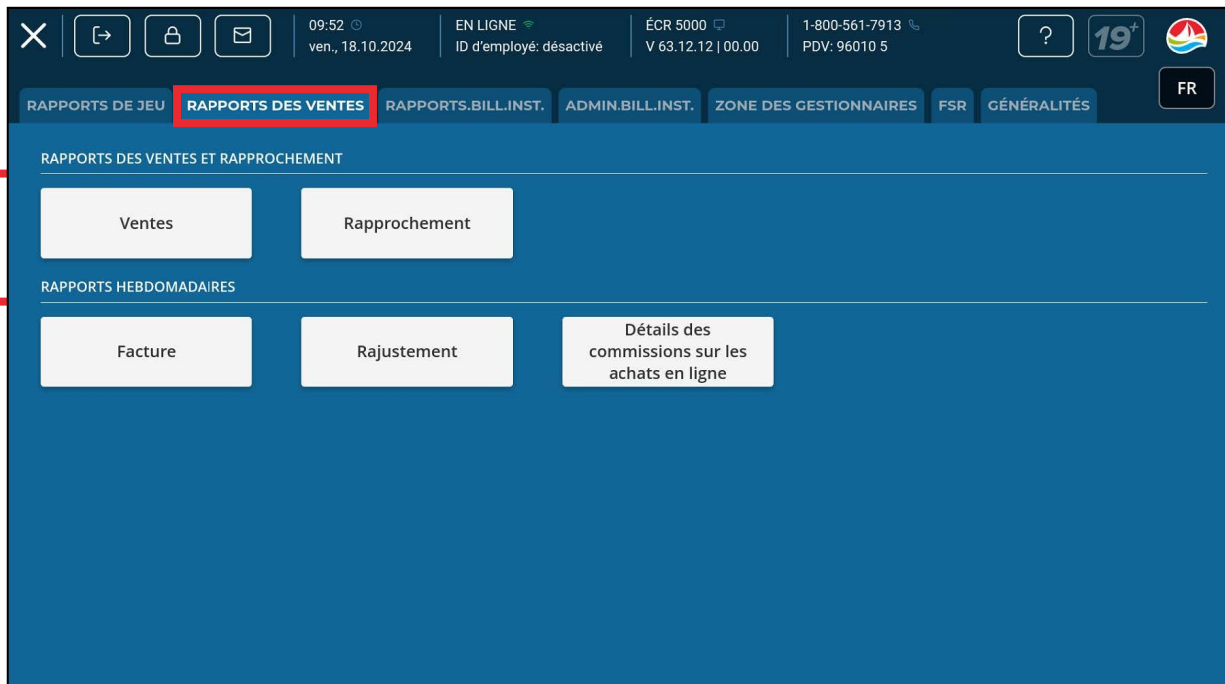 09:52
ven., 18.10.2024
EN LIGNE
ID d'employé: désactivé
ÉCR 5000
V 63.12.12 | 00.00
1-800-561-7913
PDV: 96010 5
?
19+
FR
RAPPORTS DE JEU
RAPPORTS DES VENTES
RAPPORTS.BILL.INST.
ADMIN.BILL.INST.
ZONE DES GESTIONNAIRES
FSR
GÉNÉRALITÉS
RAPPORTS DES VENTES ET RAPPROCHEMENT
Ventes
Rapprochement
RAPPORTS HEBDOMADAIRES
Facture
Rajustement
Détails des
commissions sur les
achats en ligne